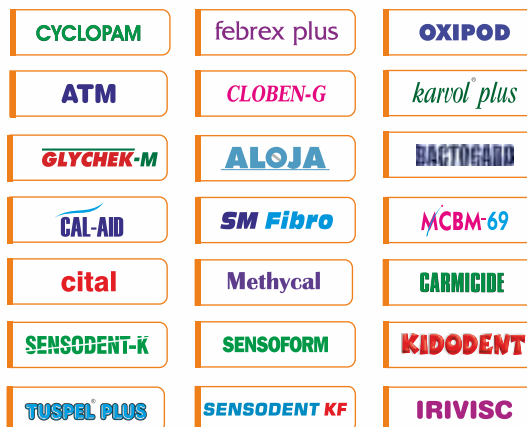 CYCLOPAM
febrex plus
OXIPOD
ATM
CLOBEN-G
karvol® plus
GLYCHEK-M
ALOJA
BACTOGARD
CAL-AID
SM Fibro
MCBM-69
cital
Methycal
CARMICIDE
SENSODENT-K
SENSOFORM
KIDODENT
TUSPEL® PLUS
SENSODENT KF
IRIVISC